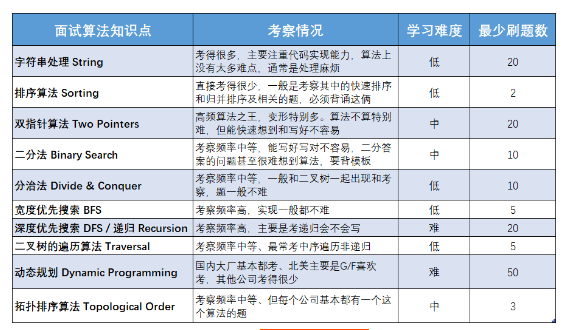 面试算法知识点 考察情况 学习难度 最少刷题数
字符串处理 String 考得很多，主要注重代码实现能力，算法上 低 20
没有太多难点，通常是处理麻烦
排序算法 Sorting 直接考得很少，一般是考察其中的快速排序 低 2
和归并排序及相关的题，必须背诵这俩
双指针算法 Two Pointers 高频算法之王，变形特别多。算法不算特别 中 20
难，但能快速想到和写好不容易
二分法 Binary Search 考察频率中等，能写好写对不容易，二分答 中 10
案的问题甚至很难想到算法，要背模板
分治法 Divide & Conquer 考察频率中等，一般和二叉树一起出现和考 低 10
察，题一般不难
宽度优先搜索 BFS 考察频率高，实现一般都不难 低 5
深度优先搜索 DFS / 递归 Recursion 考察频率高，主要是考递归会不会写 难 20
二叉树的遍历算法 Traversal 考察频率中等、最常考中序遍历非递归 低 5
动态规划 Dynamic Programming 国内大厂基本都考、北美主要是G/F喜欢 难 50
考，其他公司考得很少
拓扑排序算法 Topological Order 考察频率中等、但每个公司基本都有一个这 中 3
个算法的题